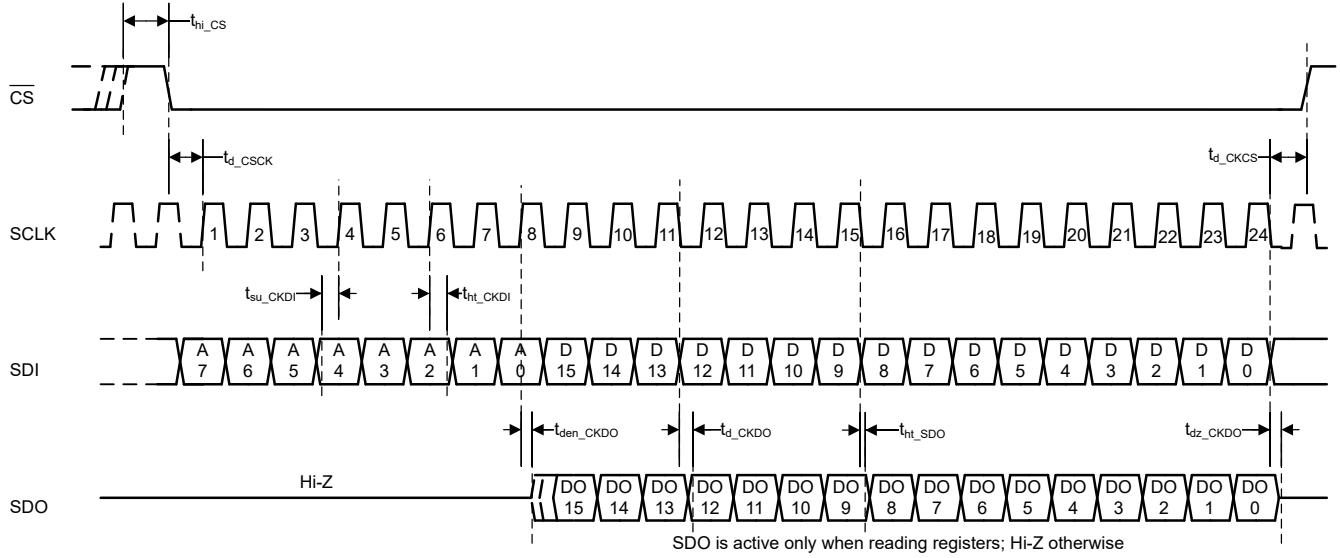 t_hi_CS
CS
t_d_CSCK
t_d_CKCS
SCLK
1 2 3 4 5 6 7 8 9 10 11 12 13 14 15 16 17 18 19 20 21 22 23 24
t_su_CKDI
t_ht_CKDI
SDI
A A A A A A A A D D D D D D D D D D D D D D D D
7 6 5 4 3 2 1 0 15 14 13 12 11 10 9 8 7 6 5 4 3 2 1 0
t_den_CKDO
t_d_CKDO
t_ht_SDO
t_dz_CKDO
Hi-Z
SDO
DO DO DO DO DO DO DO DO DO DO DO DO DO DO DO DO
15 14 13 12 11 10 9 8 7 6 5 4 3 2 1 0
SDO is active only when reading registers; Hi-Z otherwise